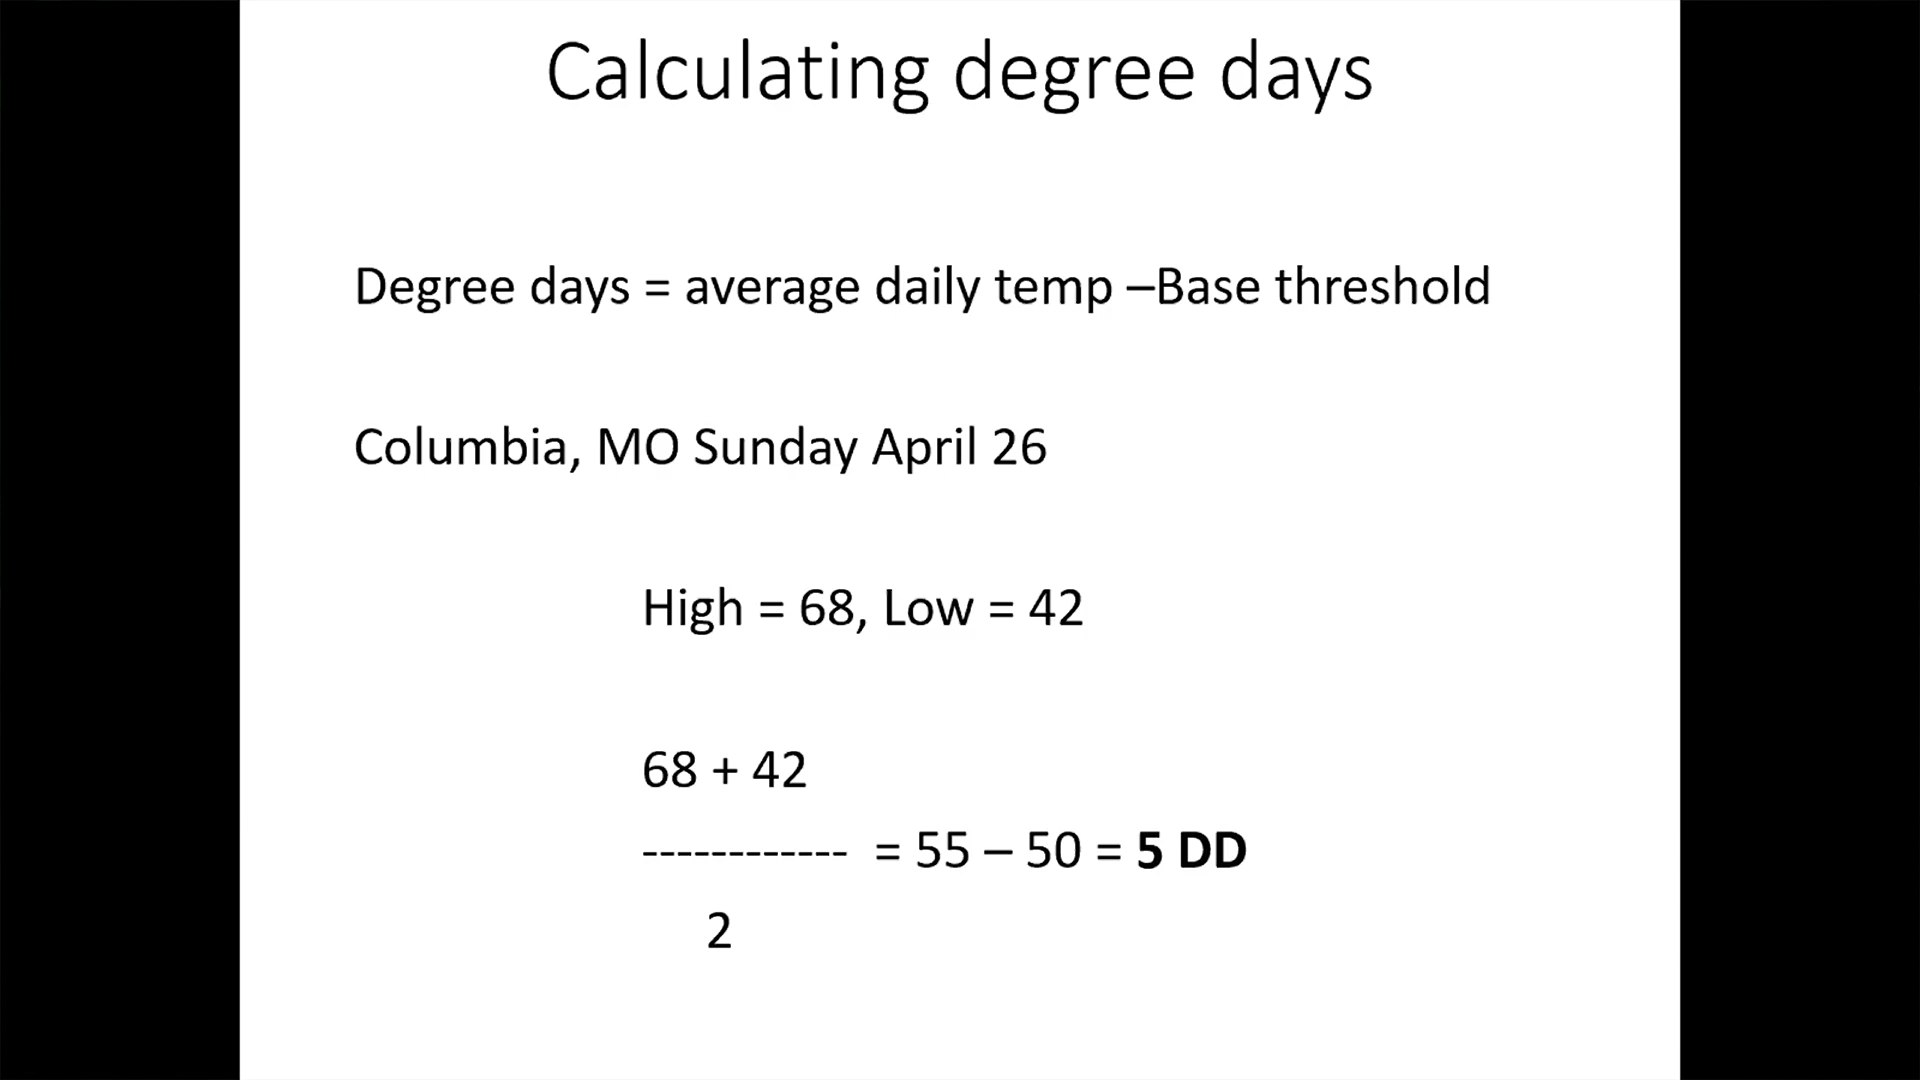 Calculating degree days
Degree days = average daily temp –Base threshold
Columbia, MO Sunday April 26
High = 68, Low = 42
68 + 42
------------ = 55 – 50 = 5 DD
2